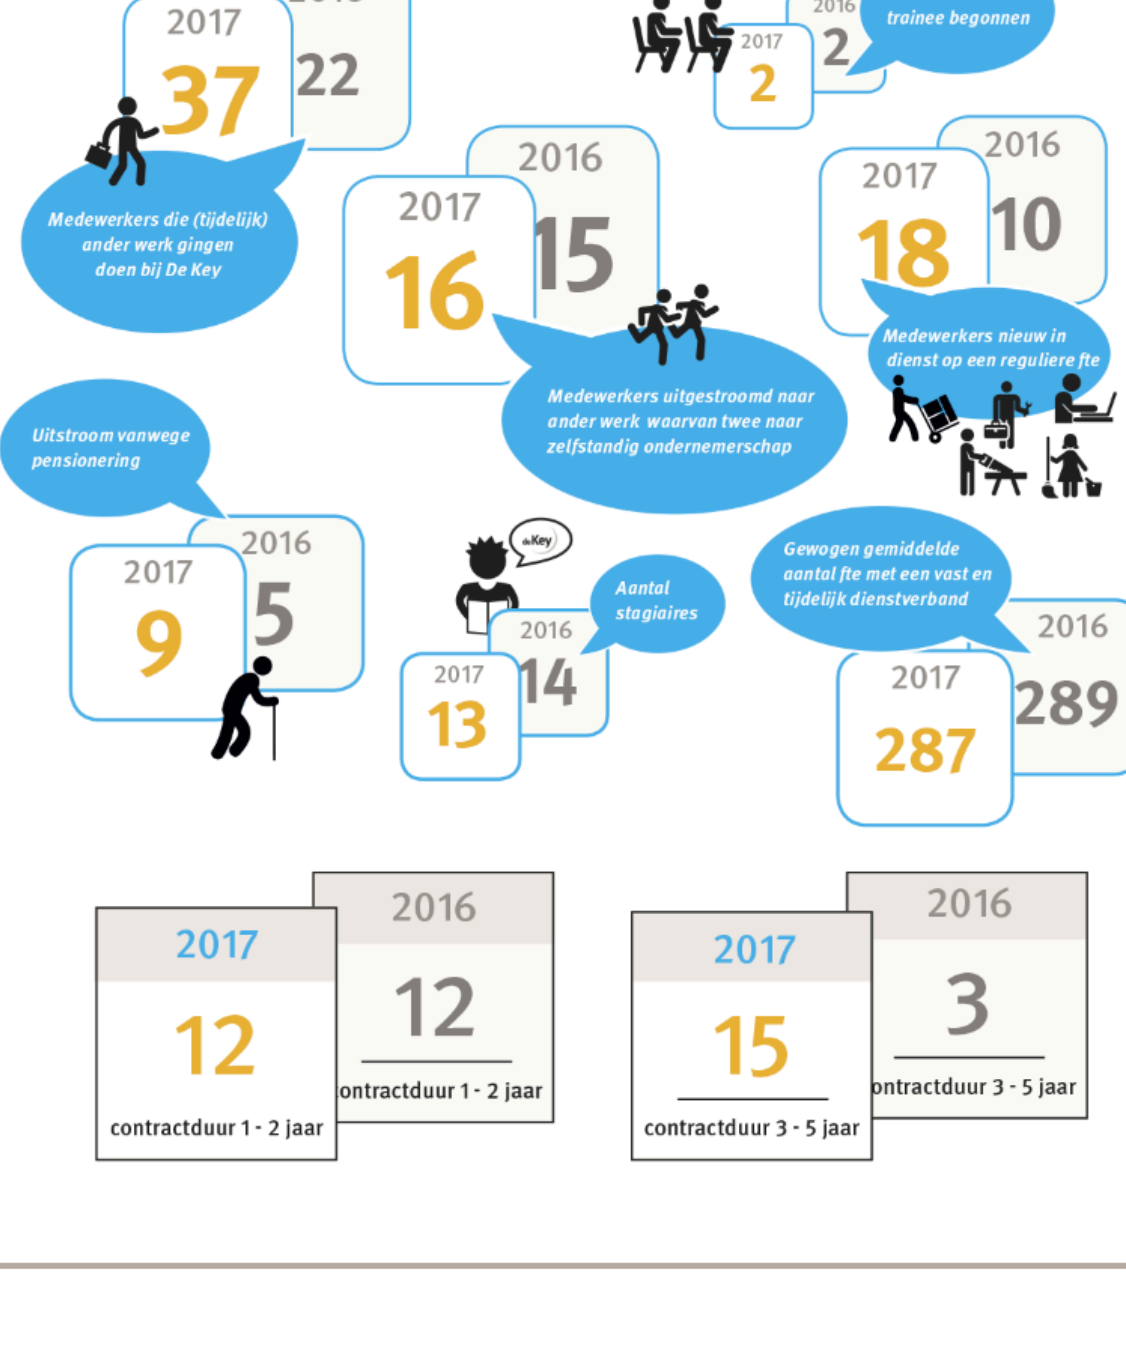 2017
37
22
Medewerkers die (tijdelijk)
ander werk gingen
doen bij De Key
2016
2
2017
2
trainee begonnen
2016
15
2017
16
Medewerkers uitgestroomd naar
ander werk waarvan twee naar
zelfstandig ondernemerschap
2016
10
2017
18
Medewerkers nieuw in
dienst op een reguliere fte
Uitstroom vanwege
pensionering
2016
5
2017
9
deKey
Aantal
stagiaires
2016
14
2017
13
Gewogen gemiddelde
aantal fte met een vast en
tijdelijk dienstverband
2016
289
2017
287
2016
12
ontractduur 1 - 2 jaar
2017
12
contractduur 1 - 2 jaar
2016
3
ontractduur 3 - 5 jaar
2017
15
contractduur 3 - 5 jaar